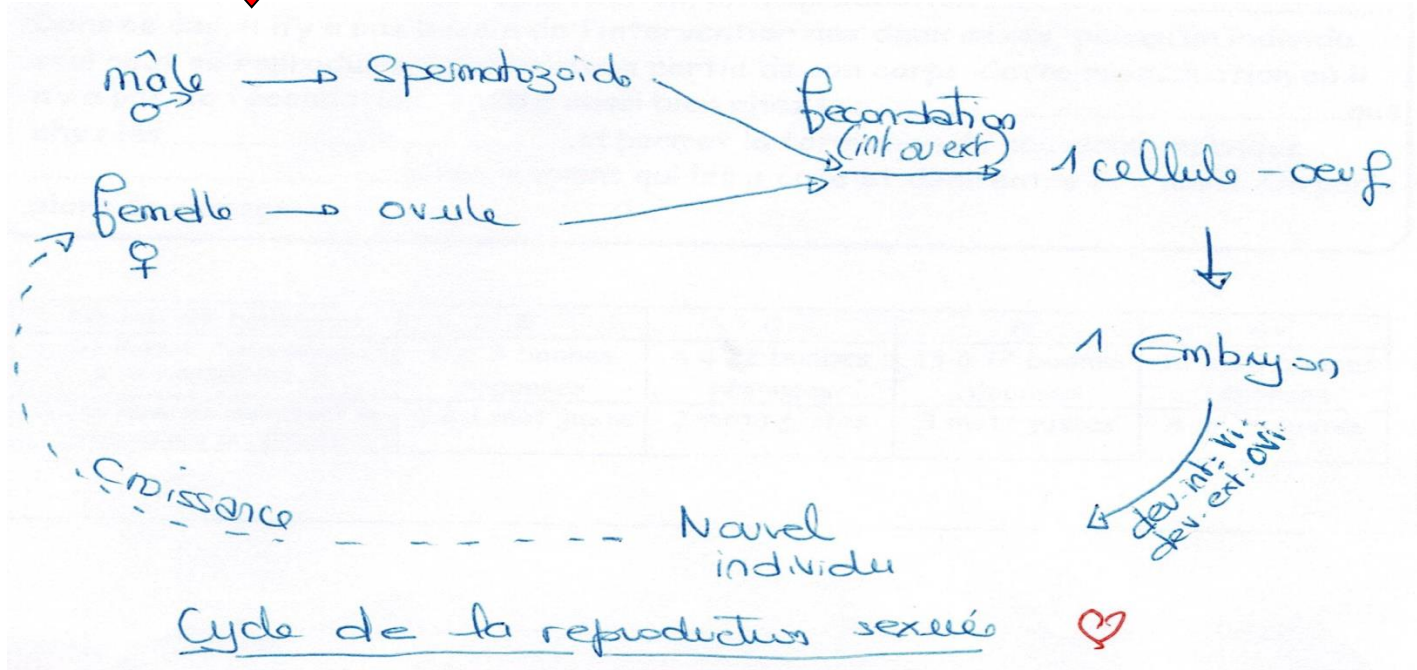 mâle → spermatozoïde
fécondation
(int ou ext)
1 cellule-oeuf
femelle → ovule
1 Embryon
dev. int: vi.
dev. ext: ovi.
Croissance
Nouvel
individu
Cycle de la reproduction sexuée